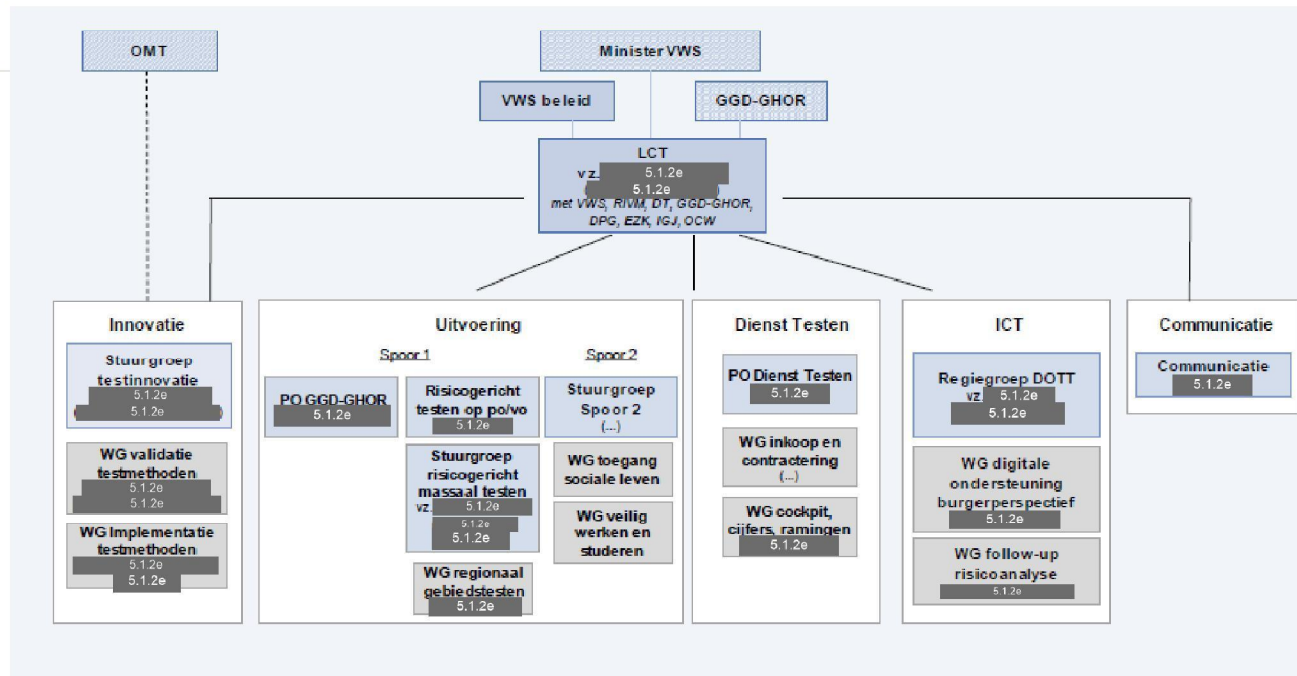 OMT
Minister VWS
VWS beleid
GGD-GHOR
LCT
vz. 5.1.2e
( 5.1.2e )
met VWS, RIVM, DT, GGD-GHOR,
DPG, EZK, IGJ, OCW
Innovatie
Stuurgroep
testinnovatie
5.1.2e
( 5.1.2e )
WG validatie
testmethoden
5.1.2e
5.1.2e
WG Implementatie
testmethoden
5.1.2e
5.1.2e
Uitvoering
Spoor 1
Spoor 2
PO GGD-GHOR
5.1.2e
Risicogericht
testen op po/vo
5.1.2e
Stuurgroep
risicogericht
massaal testen
vz. 5.1.2e
5.1.2e
5.1.2e
WG regionaal
gebiedstesten
5.1.2e
Stuurgroep
Spoor 2
(...)
WG toegang
sociale leven
WG veilig
werken en
studeren
Dienst Testen
PO Dienst Testen
5.1.2e
WG inkoop en
contractering
(...)
WG cockpit,
cijfers, ramingen
5.1.2e
ICT
Regiegroep DOTT
vz. 5.1.2e
5.1.2e
WG digitale
ondersteuning
burgerperspectief
5.1.2e
WG follow-up
risicoanalyse
5.1.2e
Communicatie
Communicatie
5.1.2e